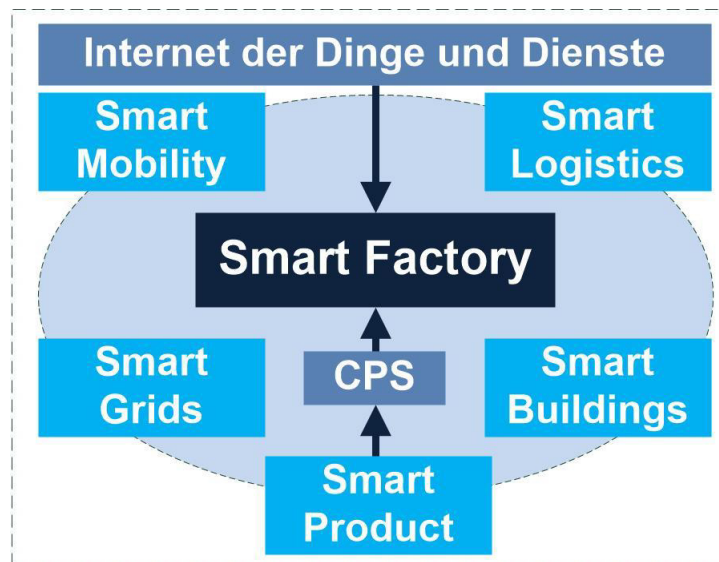 Internet der Dinge und Dienste
Smart
Mobility
Smart
Logistics
Smart Factory
Smart
Grids
CPS
Smart
Buildings
Smart
Product